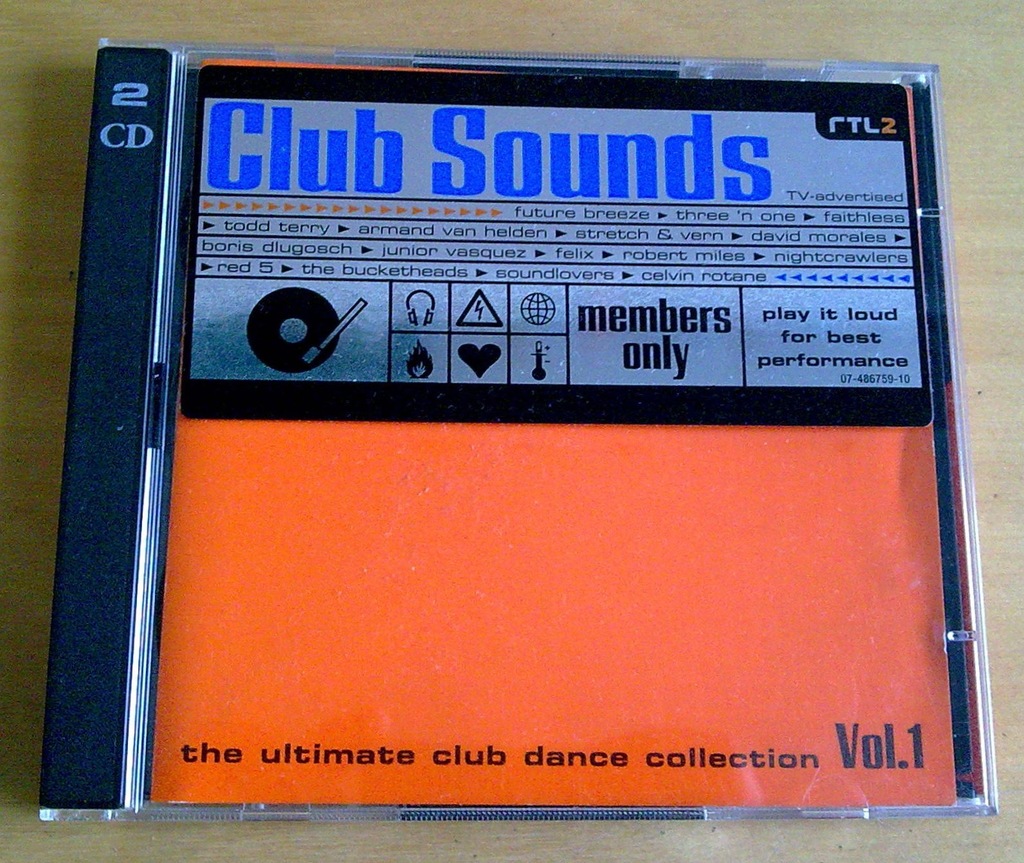 2
CD
Club Sounds
rTL2
TV-advertised
future breeze ► three 'n one ► faithless
► todd terry ► armand van helden ► stretch & vern ► david morales ►
boris dlugosch ► junior vasquez ► felix ► robert miles ► nightcrawlers
► red 5 ► the bucketheads ► soundlovers ► celvin rotane
members
only
play it loud
for best
performance
07-486759-10
the ultimate club dance collection Vol.1